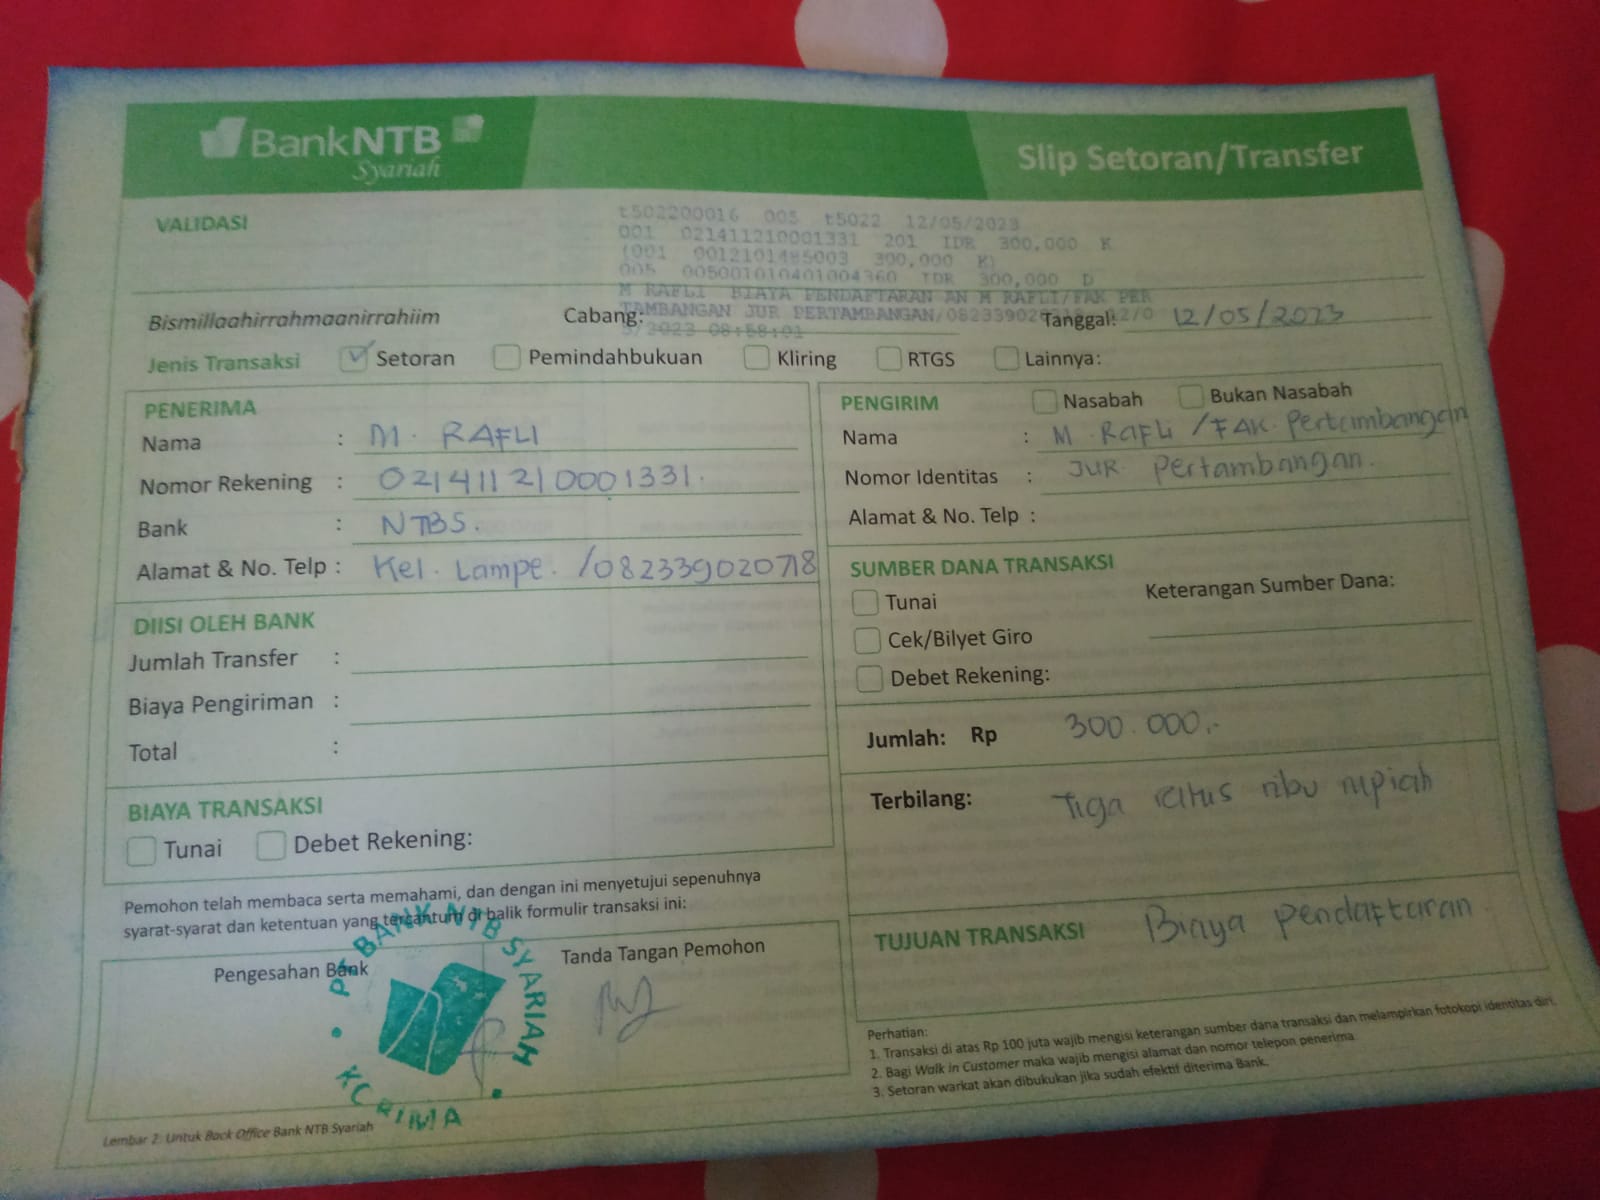 BankNTB
Syariah
Slip Setoran/Transfer
VALIDASI
t502200016 005 t5022 12/05/2023
001 021411210001331 201 IDR 300,000 K
(001 0012101485003 300,000 K)
005 005001010401004360 IDR 300,000 D
M RAFLI BIAYA PENDAFTARAN AN M RAFLI/FAK PER
TAMBANGAN JUR PERTAMBANGAN/08233902 12/0
5/2023 08:58:01
Bismillaahirrahmaanirrahiim
Cabang:
Tanggal: 12/05/2023
Jenis Transaksi Setoran Pemindahbukuan Kliring RTGS Lainnya:
PENERIMA
Nama : M. RAFLI
Nomor Rekening : 021411210001331.
Bank : NTBS.
Alamat & No. Telp : Kel. Lampe. /082339020718
PENGIRIM Nasabah Bukan Nasabah
Nama : M. Rafli /FAK. Pertambangan
Nomor Identitas : JUR. Pertambangan.
Alamat & No. Telp :
DIISI OLEH BANK
Jumlah Transfer :
Biaya Pengiriman :
Total :
SUMBER DANA TRANSAKSI
Tunai
Cek/Bilyet Giro
Debet Rekening:
Keterangan Sumber Dana:
Jumlah: Rp 300.000,-
Terbilang: Tiga ratus ribu rupiah
BIAYA TRANSAKSI
Tunai Debet Rekening:
Pemohon telah membaca serta memahami, dan dengan ini menyetujui sepenuhnya
syarat-syarat dan ketentuan yang tercantum di balik formulir transaksi ini:
Pengesahan Bank
Tanda Tangan Pemohon
PT. BANK NTB SYARIAH
KC BIMA
TUJUAN TRANSAKSI Biaya pendaftaran
Perhatian:
1. Transaksi di atas Rp 100 juta wajib mengisi keterangan sumber dana transaksi dan melampirkan fotokopi identitas diri.
2. Bagi Walk in Customer maka wajib mengisi alamat dan nomor telepon penerima
3. Setoran warkat akan dibukukan jika sudah efektif diterima Bank.
Lembar 2: Untuk Back Office Bank NTB Syariah